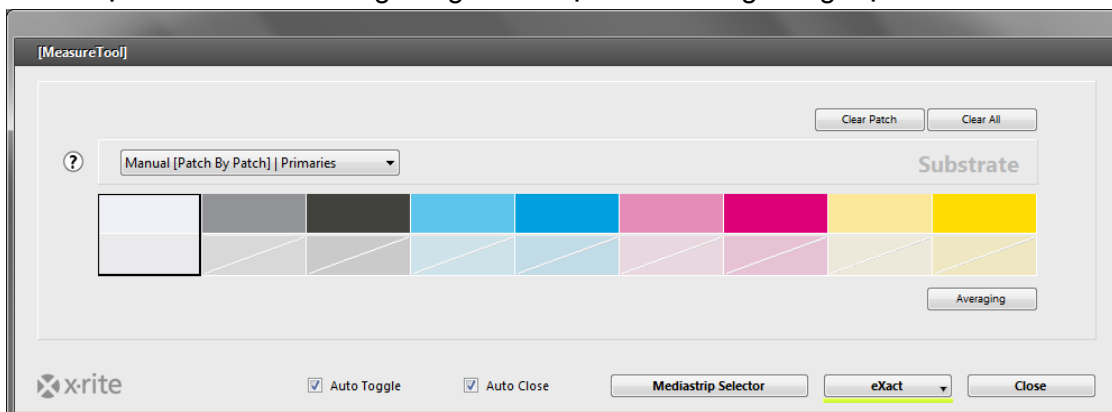 [MeasureTool]
Clear Patch Clear All
? Manual [Patch By Patch] | Primaries Substrate
Averaging
x·rite Auto Toggle Auto Close Mediastrip Selector eXact Close